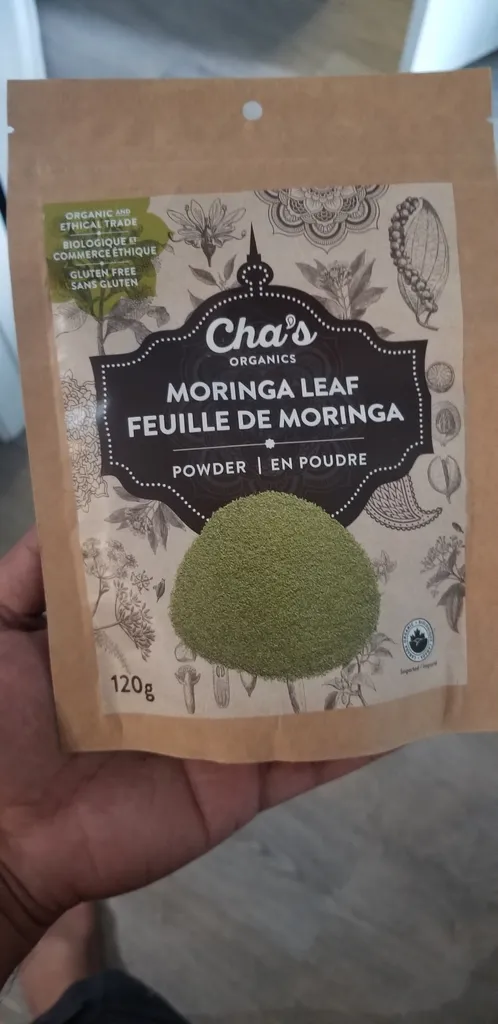 ORGANIC AND
ETHICAL TRADE
BIOLOGIQUE ET
COMMERCE ÉTHIQUE
GLUTEN FREE
SANS GLUTEN
Cha's
ORGANICS
MORINGA LEAF
FEUILLE DE MORINGA
POWDER | EN POUDRE
120g